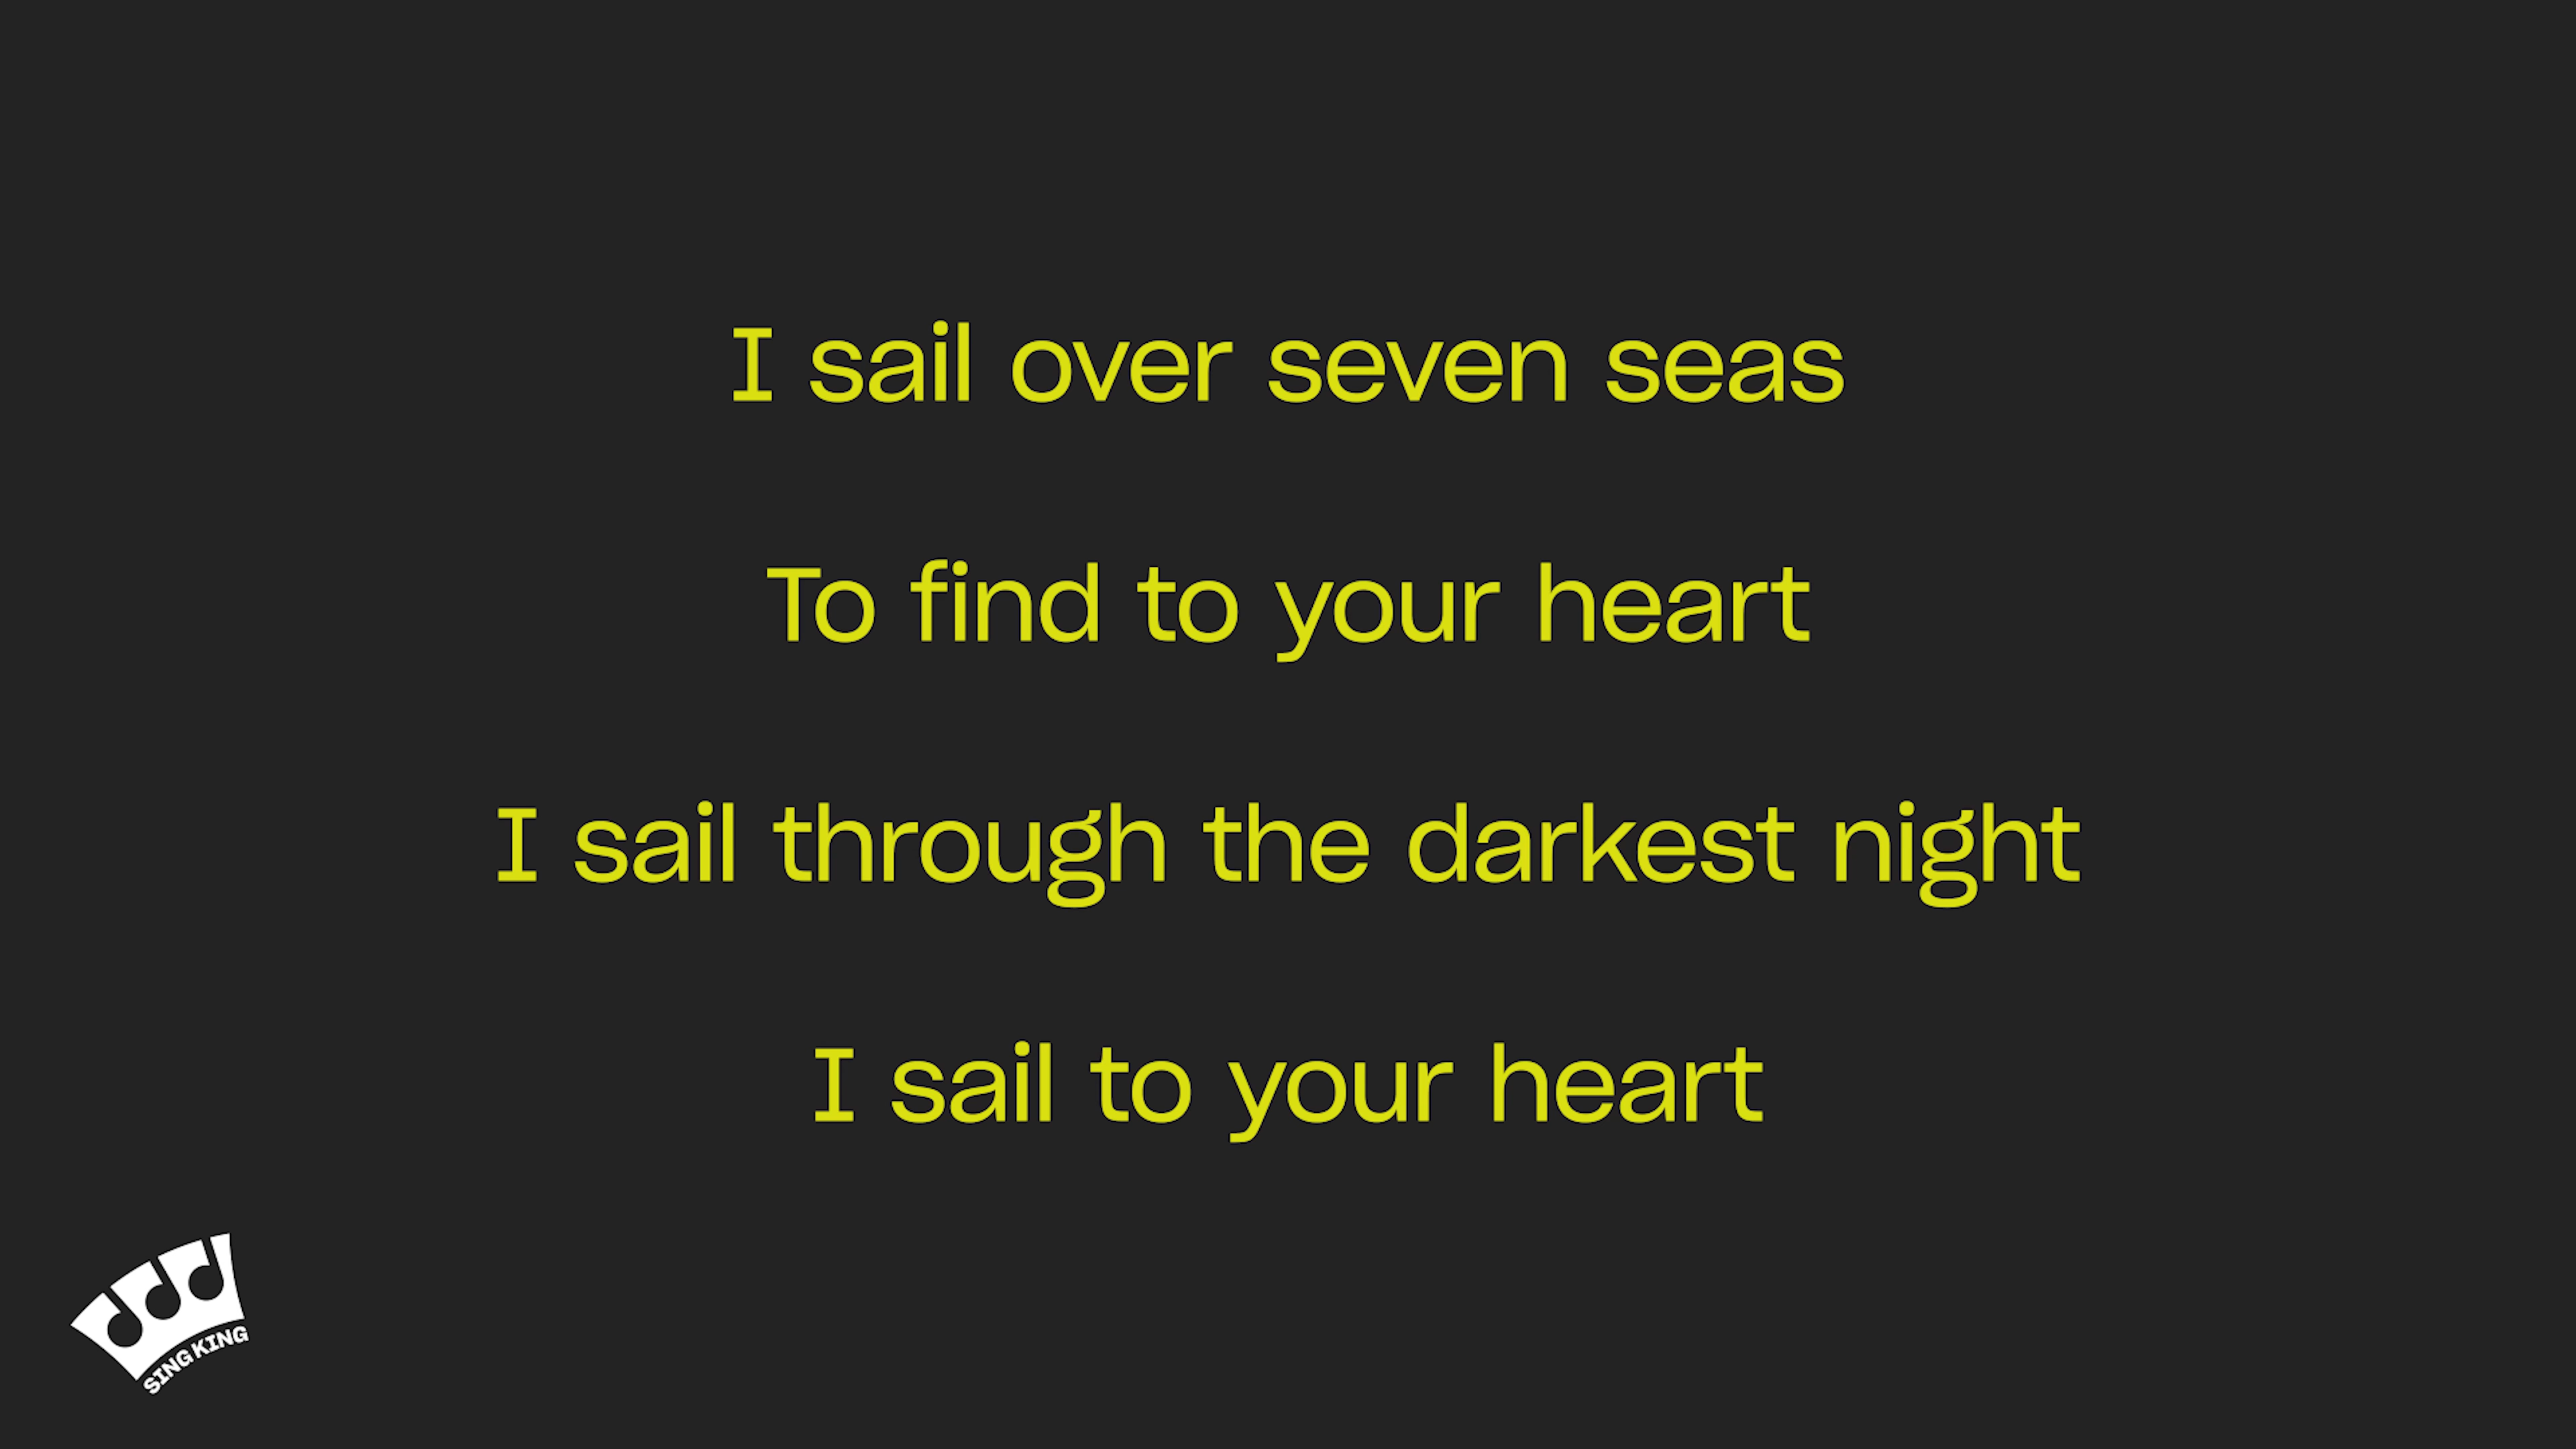 I sail over seven seas
To find to your heart
I sail through the darkest night
I sail to your heart
SING KING